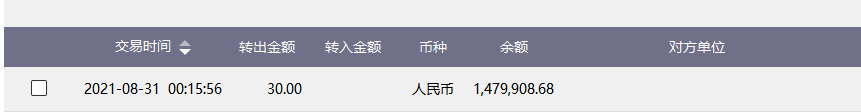 交易时间 转出金额 转入金额 币种 余额 对方单位
2021-08-31 00:15:56 30.00 人民币 1,479,908.68